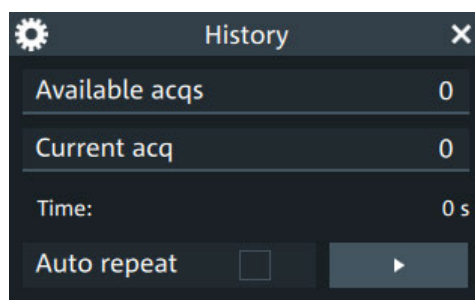 History
Available acqs 0
Current acq 0
Time: 0 s
Auto repeat